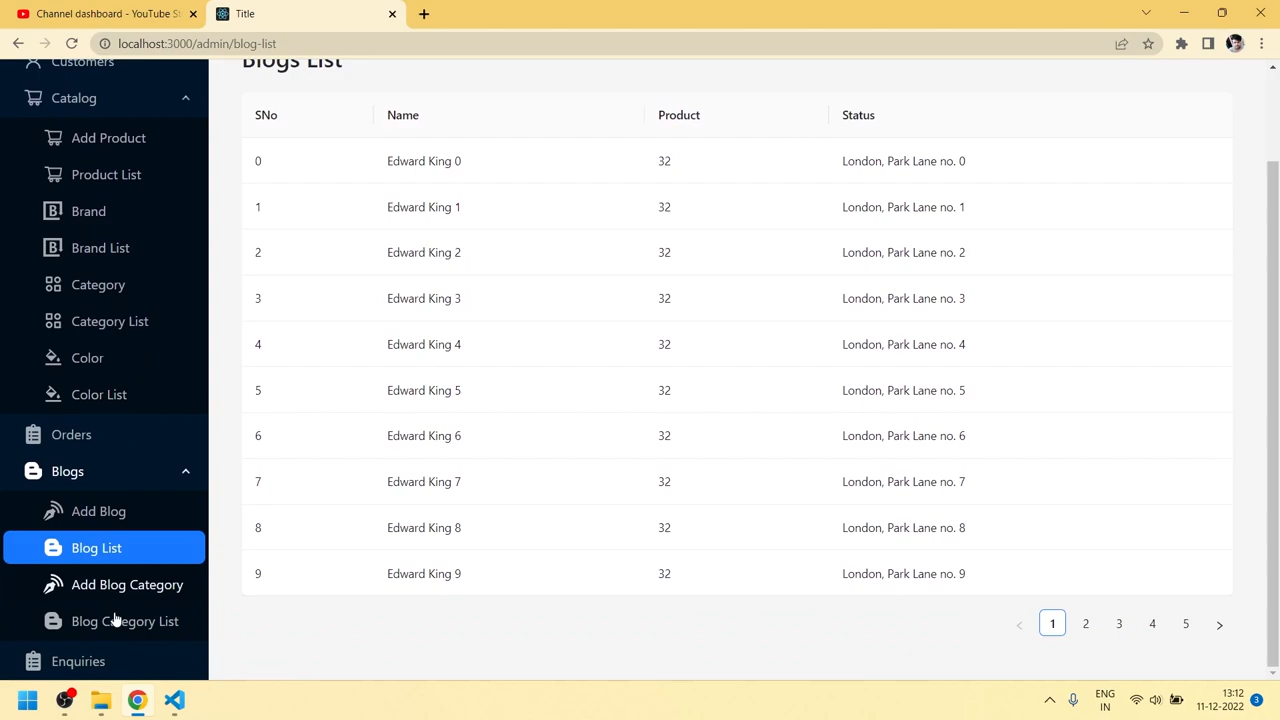 Channel dashboard - YouTube St
Title
localhost:3000/admin/blog-list
Customers
Catalog
Add Product
Product List
Brand
Brand List
Category
Category List
Color
Color List
Orders
Blogs
Add Blog
Blog List
Add Blog Category
Blog Category List
Enquiries
Blogs List
SNo Name Product Status
0 Edward King 0 32 London, Park Lane no. 0
1 Edward King 1 32 London, Park Lane no. 1
2 Edward King 2 32 London, Park Lane no. 2
3 Edward King 3 32 London, Park Lane no. 3
4 Edward King 4 32 London, Park Lane no. 4
5 Edward King 5 32 London, Park Lane no. 5
6 Edward King 6 32 London, Park Lane no. 6
7 Edward King 7 32 London, Park Lane no. 7
8 Edward King 8 32 London, Park Lane no. 8
9 Edward King 9 32 London, Park Lane no. 9
< 1 2 3 4 5 >
ENG
IN
13:12
11-12-2022
3